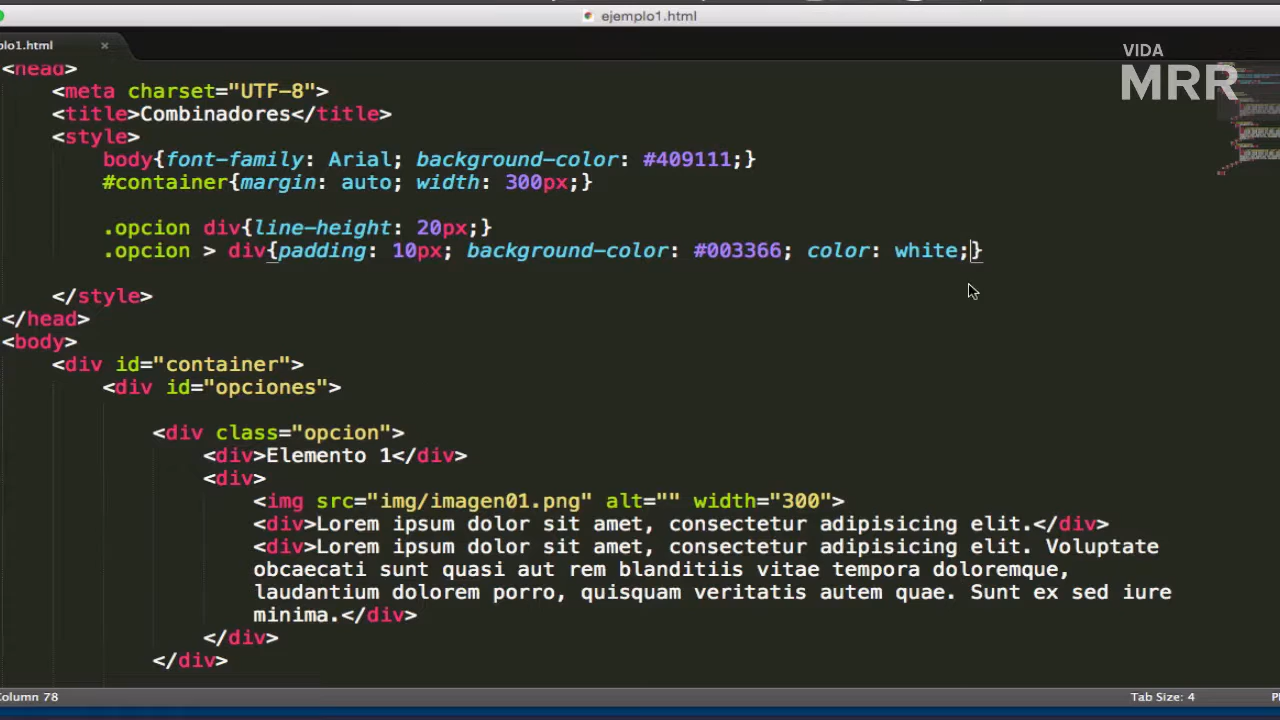 ejemplo1.html
plo1.html
VIDA
MRR
<head>
<meta charset="UTF-8">
<title>Combinadores</title>
<style>
body{font-family: Arial; background-color: #409111;}
#container{margin: auto; width: 300px;}
.opcion div{line-height: 20px;}
.opcion > div{padding: 10px; background-color: #003366; color: white;}
</style>
</head>
<body>
<div id="container">
<div id="opciones">
<div class="opcion">
<div>Elemento 1</div>
<div>
<img src="img/imagen01.png" alt="" width="300">
<div>Lorem ipsum dolor sit amet, consectetur adipisicing elit.</div>
<div>Lorem ipsum dolor sit amet, consectetur adipisicing elit. Voluptate
obcaecati sunt quasi aut rem blanditiis vitae tempora doloremque,
laudantium dolorem porro, quisquam veritatis autem quae. Sunt ex sed iure
minima.</div>
</div>
</div>
Column 78
Tab Size: 4